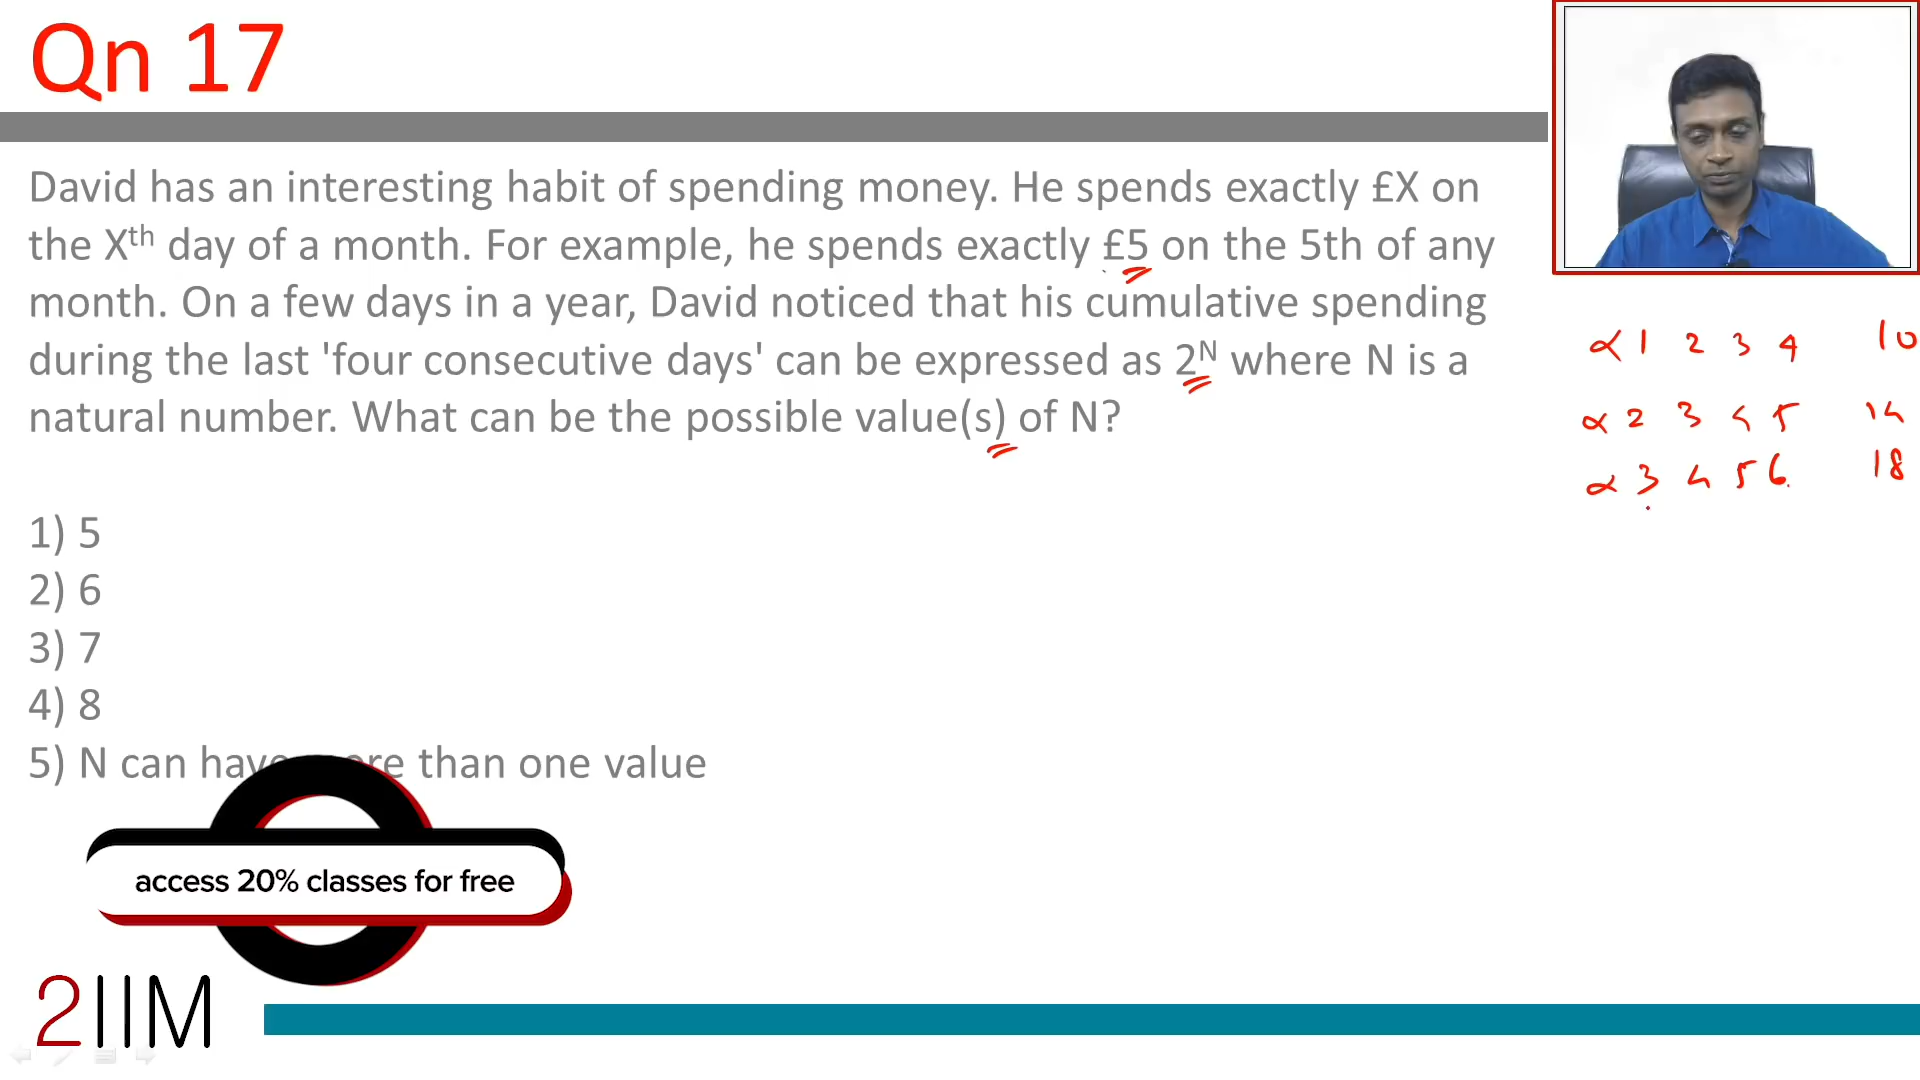 Qn 17
David has an interesting habit of spending money. He spends exactly £X on
the Xth day of a month. For example, he spends exactly £5 on the 5th of any
month. On a few days in a year, David noticed that his cumulative spending
during the last 'four consecutive days' can be expressed as 2^N where N is a
natural number. What can be the possible value(s) of N?
1) 5
2) 6
3) 7
4) 8
5) N can have more than one value
access 20% classes for free
2IIM
α 1 2 3 4 10
α 2 3 4 5 14
α 3 4 5 6 18